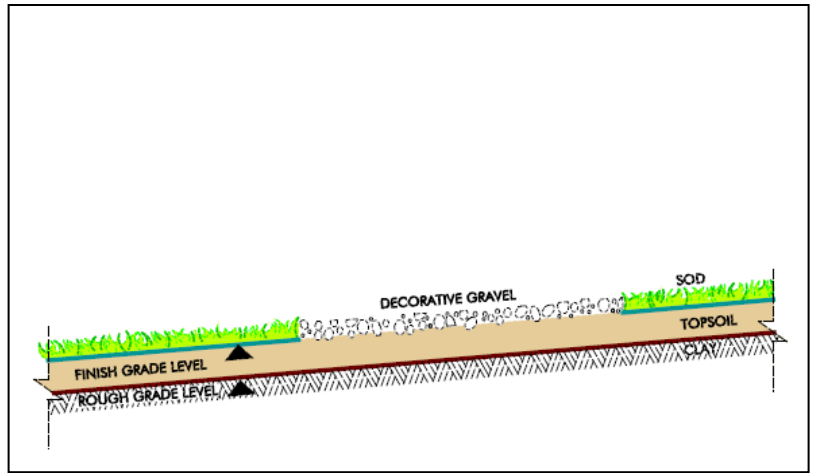 SOD
DECORATIVE GRAVEL
TOPSOIL
CLAY
FINISH GRADE LEVEL
ROUGH GRADE LEVEL